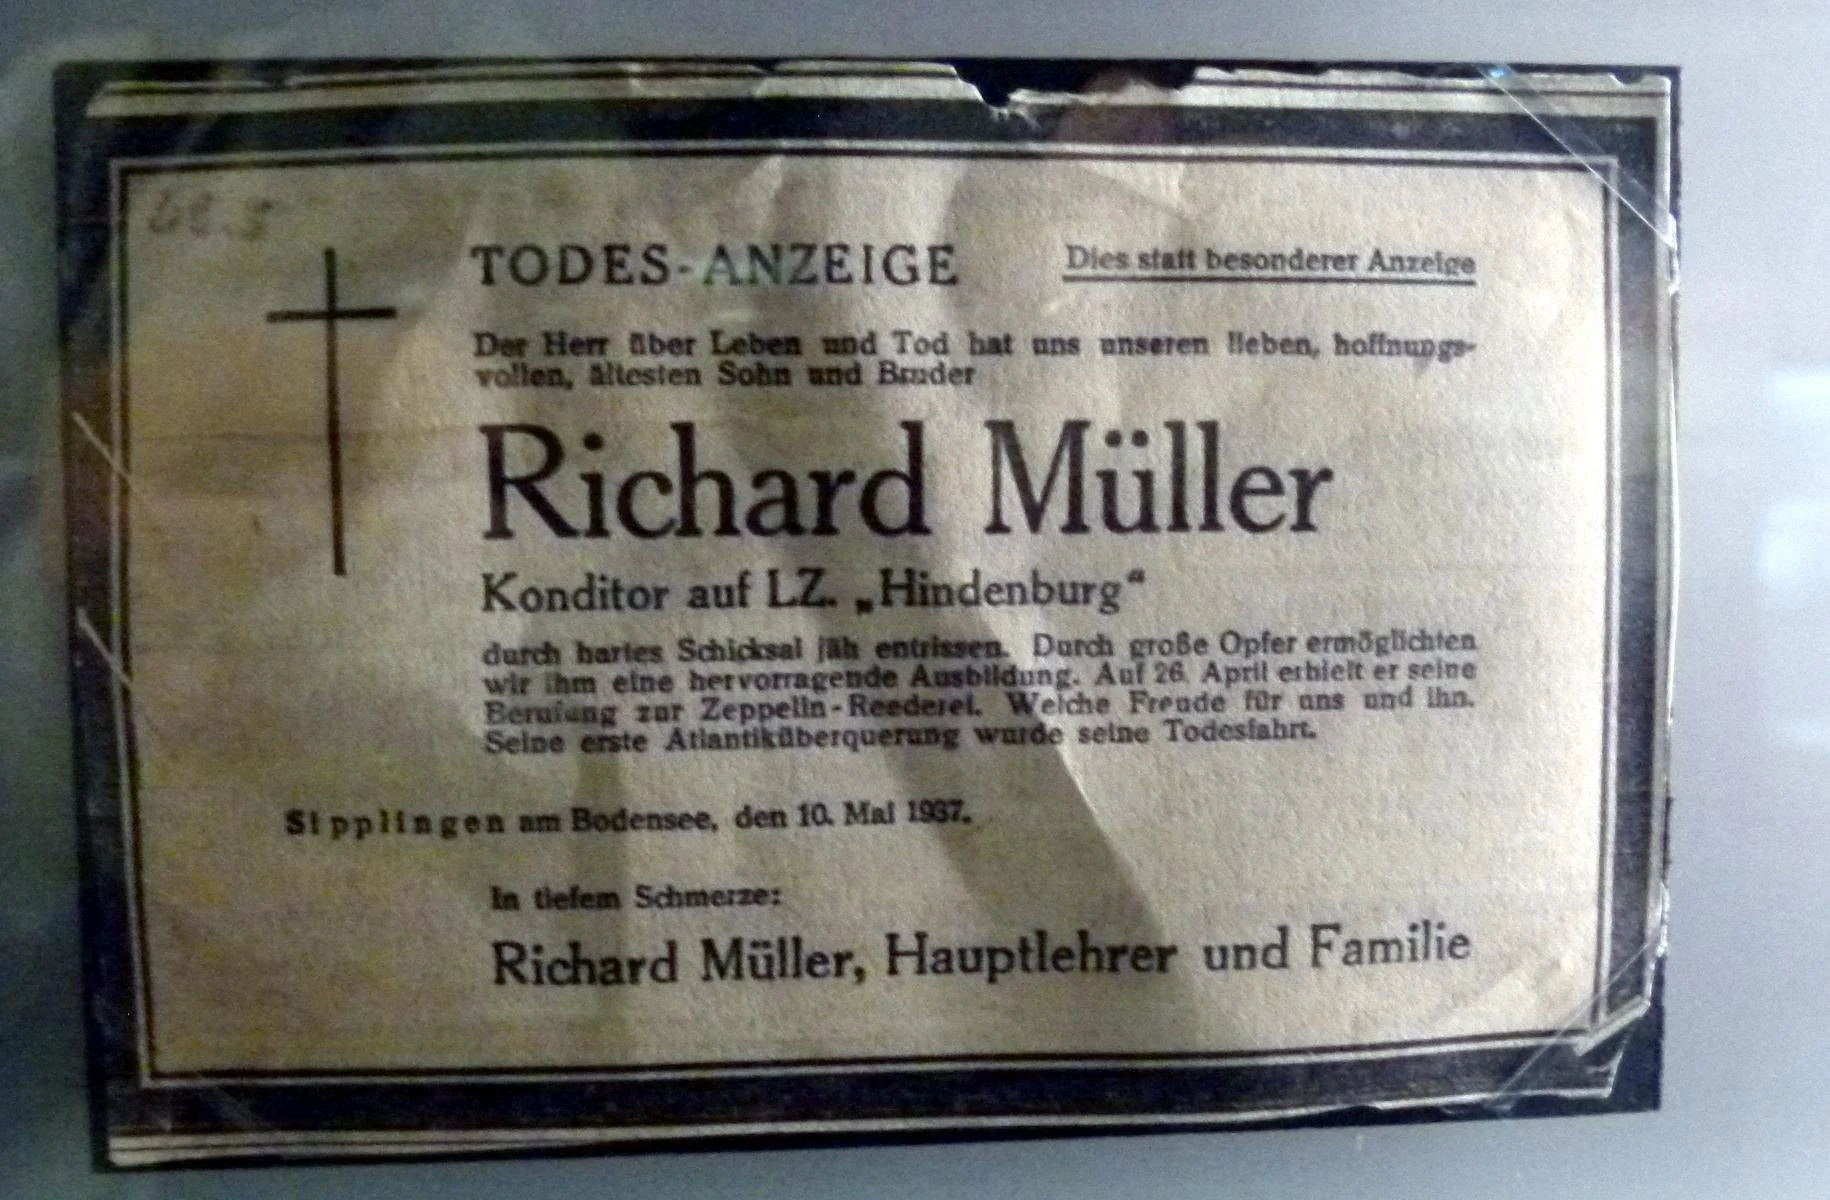 TODES-ANZEIGE
Dies statt besonderer Anzeige
Der Herr über Leben und Tod hat uns unseren lieben, hoffnungs-
vollen, ältesten Sohn und Bruder
Richard Müller
Konditor auf LZ. „Hindenburg“
durch hartes Schicksal jäh entrissen. Durch große Opfer ermöglichten
wir ihm eine hervorragende Ausbildung. Auf 26. April erhielt er seine
Berufung zur Zeppelin-Reederei. Welche Freude für uns und ihn.
Seine erste Atlantiküberquerung wurde seine Todesfahrt.
Sipplingen am Bodensee, den 10. Mai 1937.
In tiefem Schmerze:
Richard Müller, Hauptlehrer und Familie